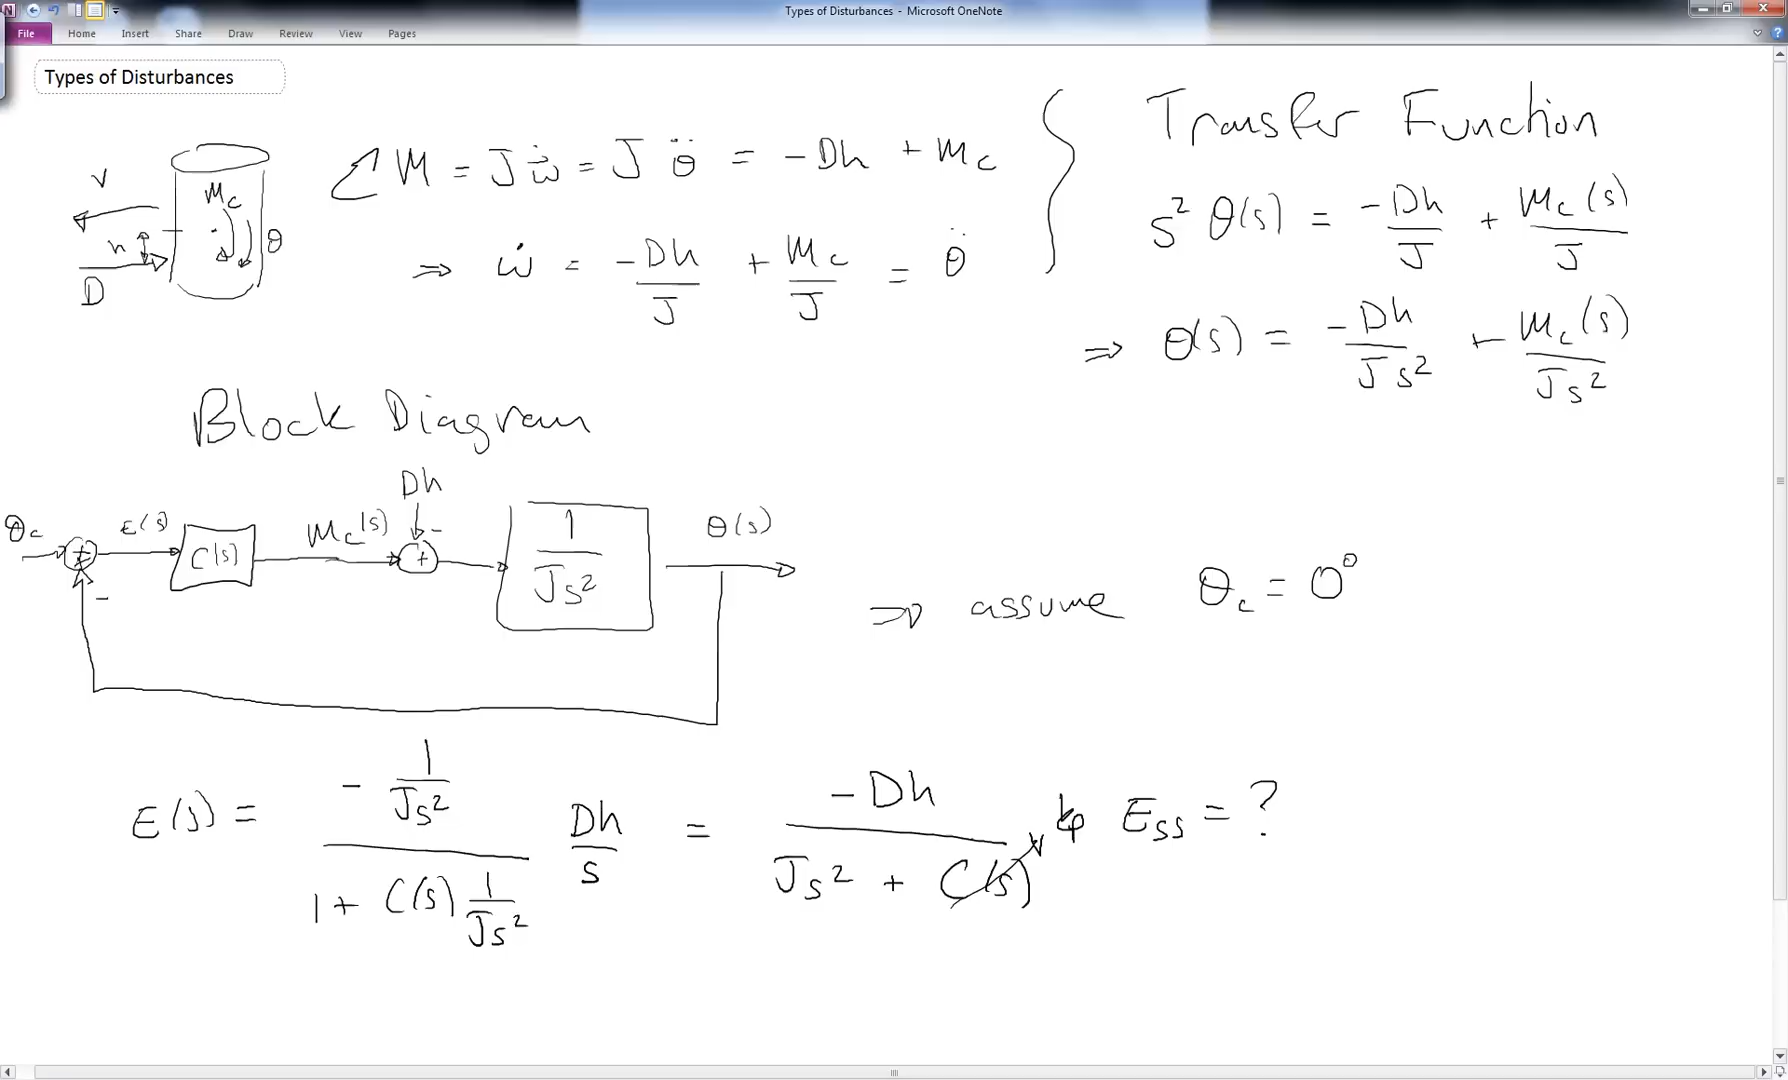 Types of Disturbances - Microsoft OneNote
File Home Insert Share Draw Review View Pages
Types of Disturbances
V
Mc
h
θ
D
ΣM = Jω̇ = Jθ̈ = -Dh + Mc
⇒ ω̇ = -Dh/J + Mc/J = θ̈
Transfer Function
s² θ(s) = -Dh/J + Mc(s)/J
⇒ θ(s) = -Dh/Js² + Mc(s)/Js²
Block Diagram
Dh
θc E(s) C(s) Mc(s) + - 1/Js² θ(s)
+ -
⇒ assume θc = 0°
E(s) = - 1/Js² / 1 + C(s) 1/Js² Dh/s = -Dh / Js² + C(s) Ess = ?